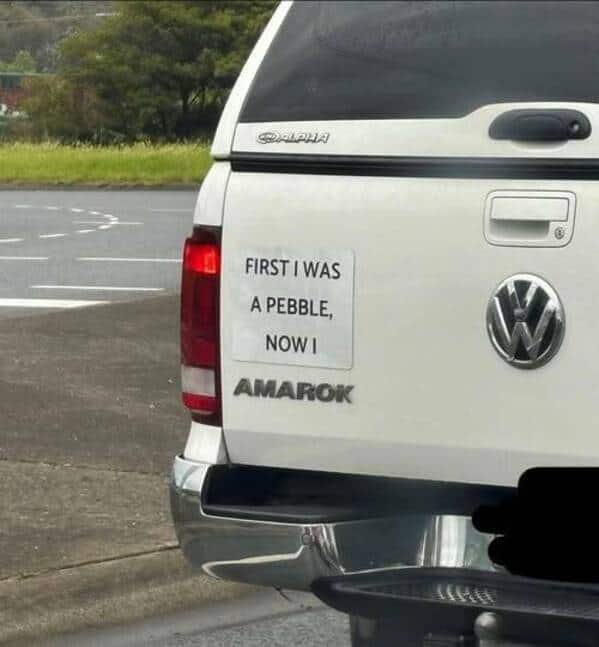 ALPHA
FIRST I WAS
A PEBBLE,
NOW I
AMAROK